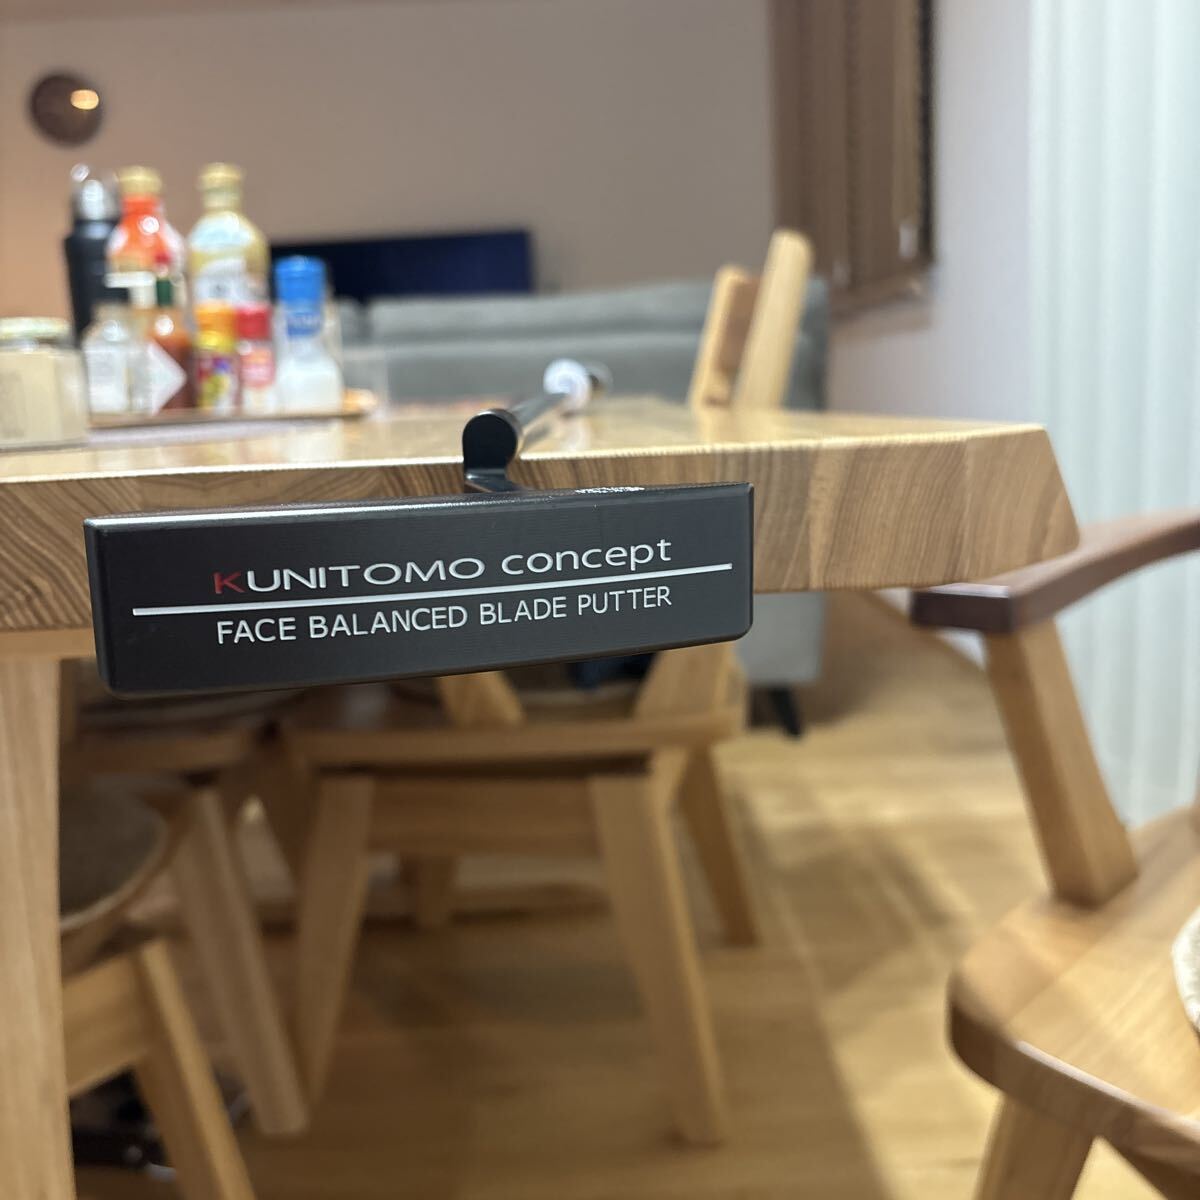 KUNITOMO concept
FACE BALANCED BLADE PUTTER